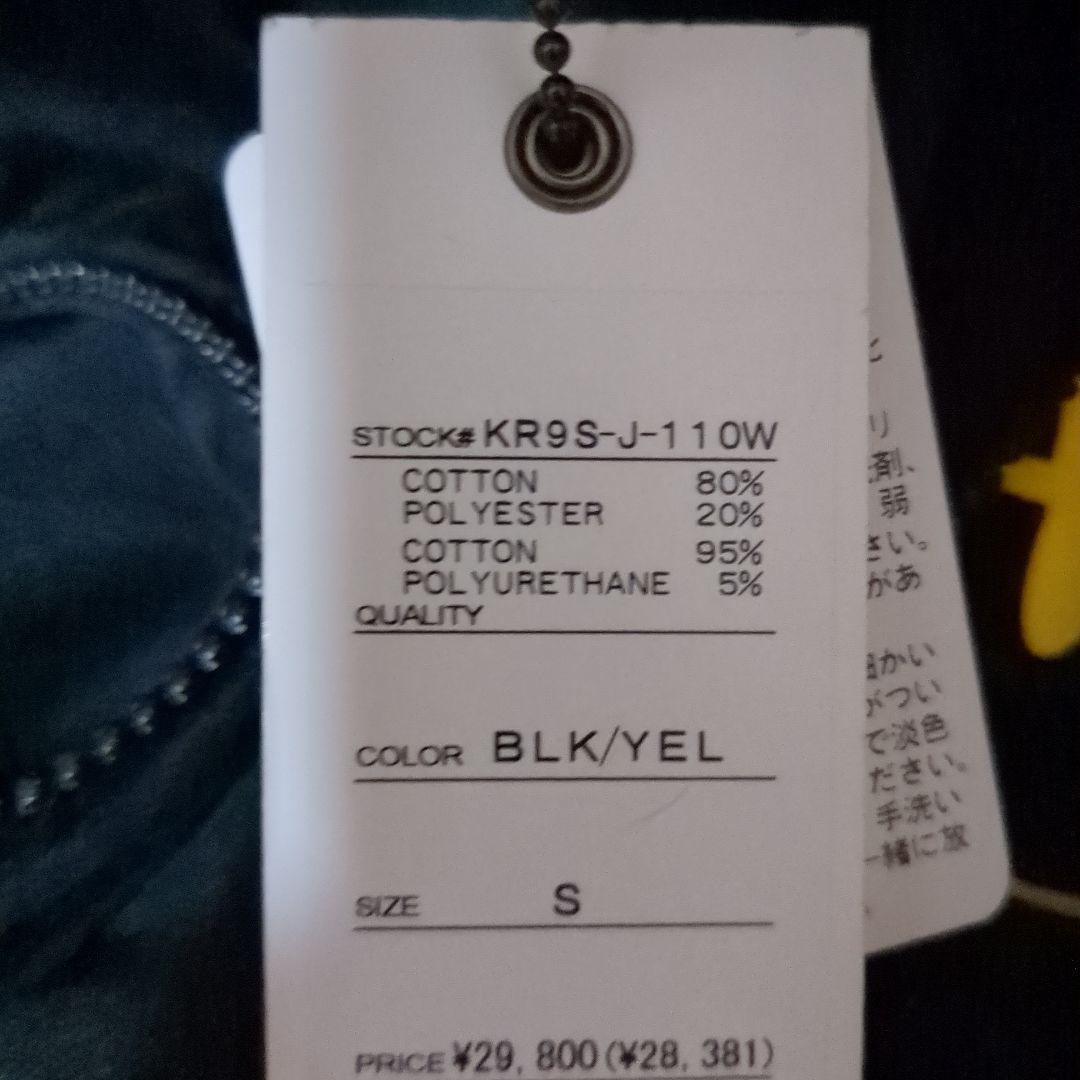 STOCK# KR9S-J-110W
COTTON 80%
POLYESTER 20%
COTTON 95%
POLYURETHANE 5%
QUALITY
COLOR BLK/YEL
SIZE S
PRICE ¥29,800(¥28,381)
と
り
剤、
弱
さい。
があ
かい
がつい
で淡色
ださい。
手洗い
一緒に放